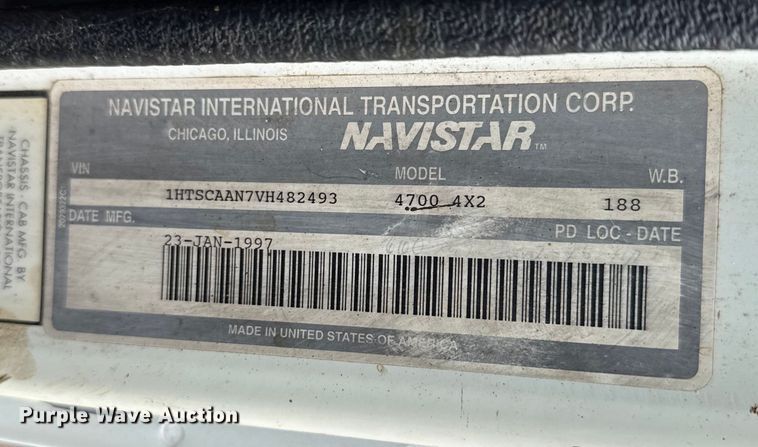 NAVISTAR INTERNATIONAL TRANSPORTATION CORP.
CHICAGO, ILLINOIS NAVISTAR TM
VIN MODEL W.B.
1HTSCAAN7VH482493 4700 4X2 188
DATE MFG. PD LOC - DATE
23-JAN-1997
MADE IN UNITED STATES OF AMERICA
CHASSIS CAB MFG. BY
NAVISTAR INTERNATIONAL
Purple Wave Auction